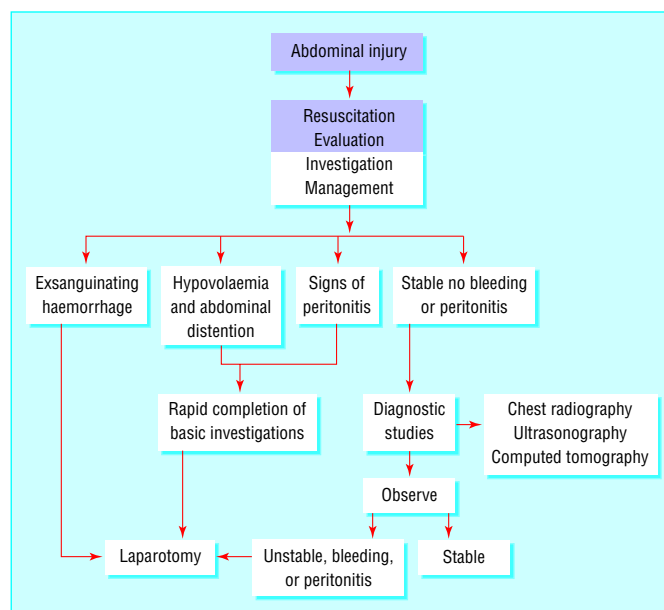 Abdominal injury
Resuscitation
Evaluation
Investigation
Management
Exsanguinating
haemorrhage
Hypovolaemia
and abdominal
distention
Signs of
peritonitis
Stable no bleeding
or peritonitis
Rapid completion of
basic investigations
Diagnostic
studies
Chest radiography
Ultrasonography
Computed tomography
Observe
Laparotomy
Unstable, bleeding,
or peritonitis
Stable